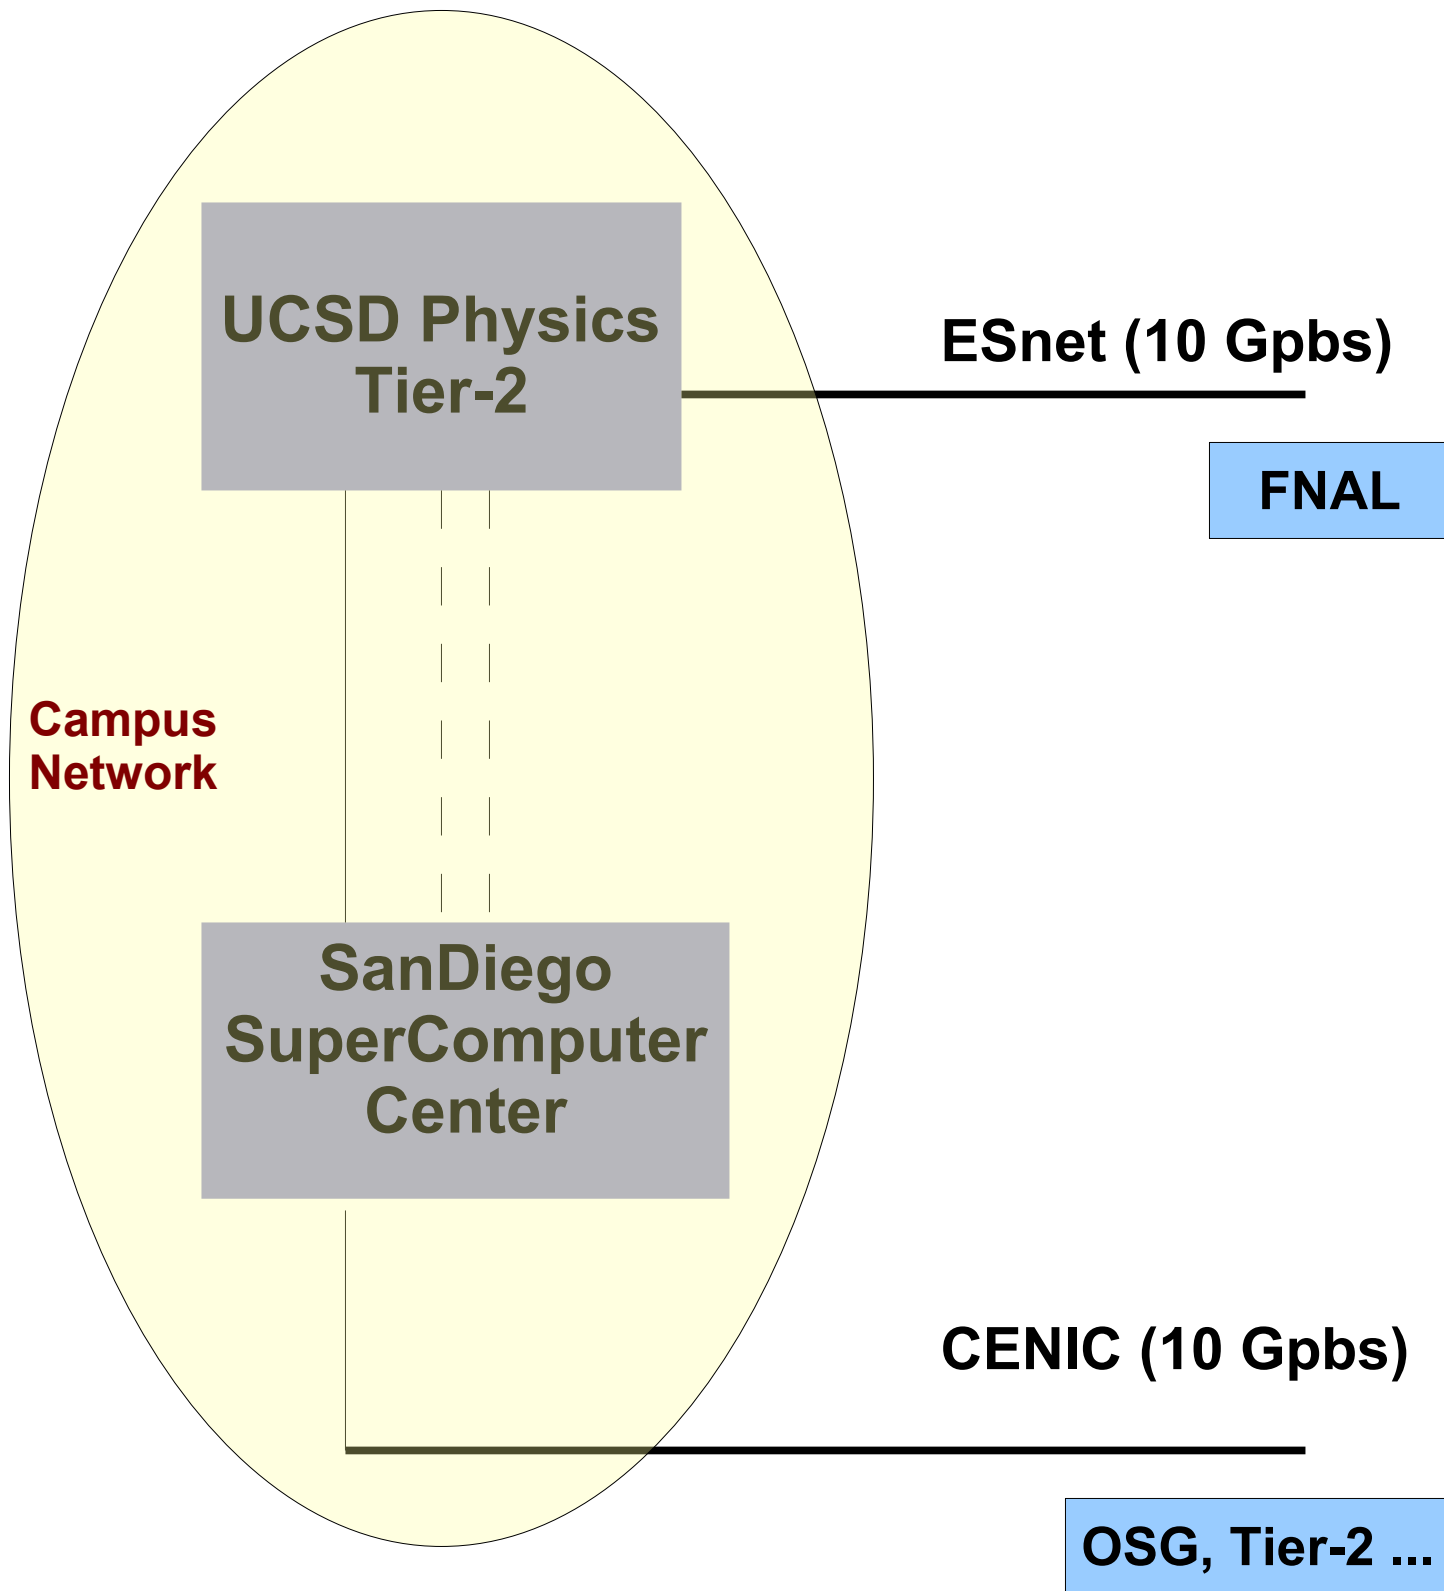 UCSD Physics
Tier-2
ESnet (10 Gpbs)
FNAL
Campus
Network
SanDiego
SuperComputer
Center
CENIC (10 Gpbs)
OSG, Tier-2 ...